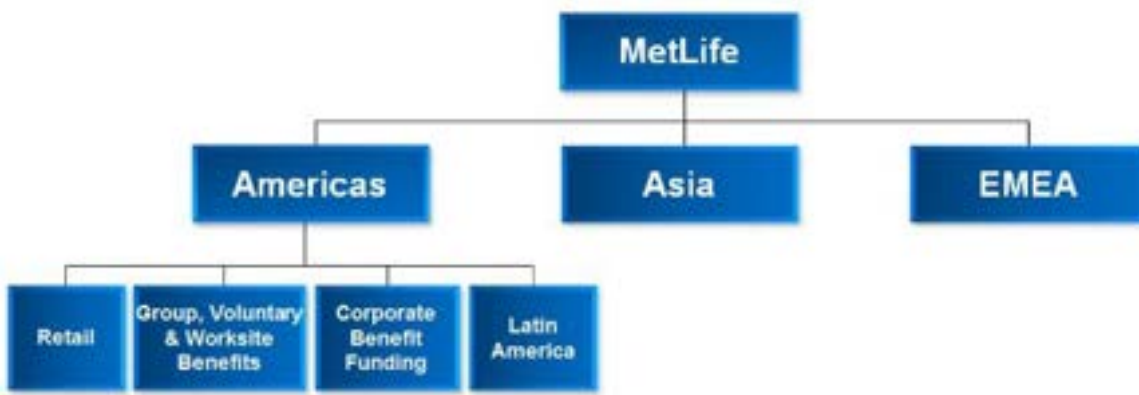 MetLife
Americas
Asia
EMEA
Retail
Group, Voluntary
& Worksite
Benefits
Corporate
Benefit
Funding
Latin
America